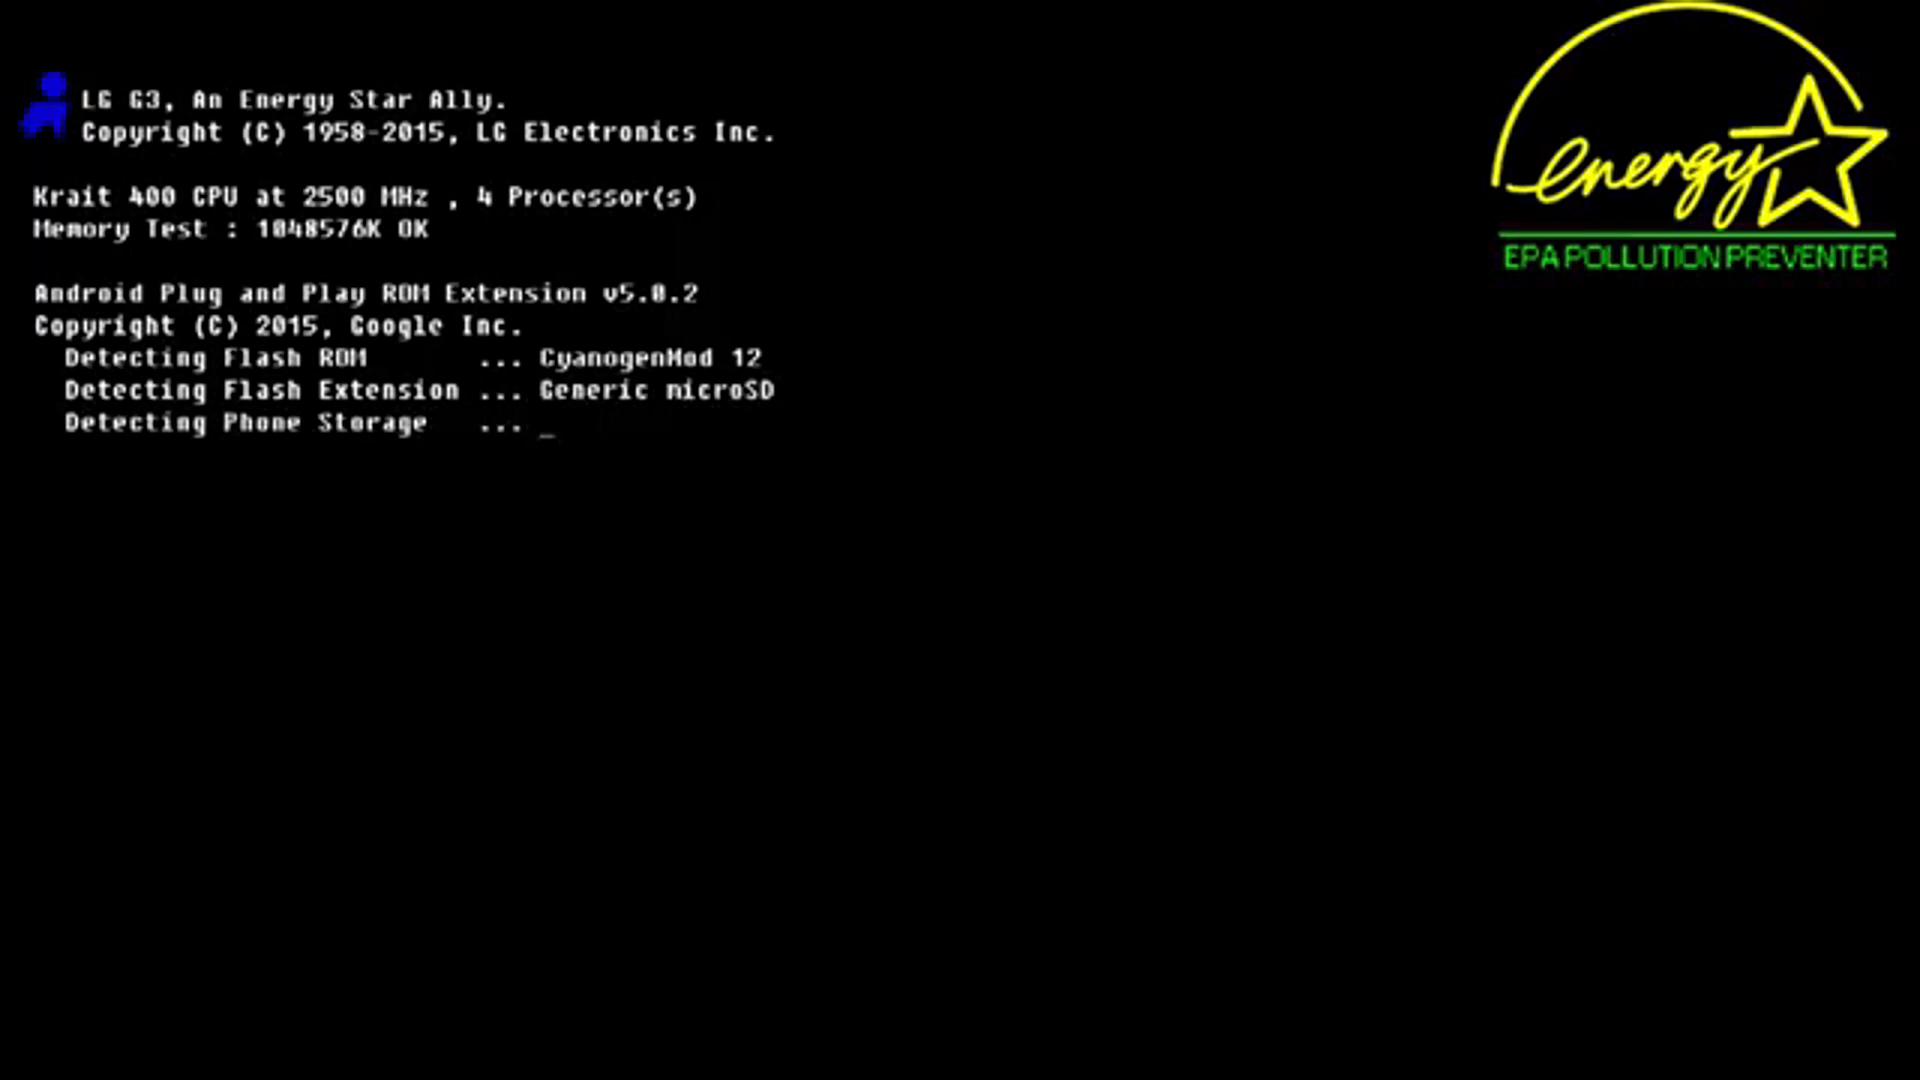 LG G3, An Energy Star Ally.
Copyright (C) 1958-2015, LG Electronics Inc.
energy
EPA POLLUTION PREVENTER
Krait 400 CPU at 2500 MHz , 4 Processor(s)
Memory Test : 1048576K OK
Android Plug and Play ROM Extension v5.0.2
Copyright (C) 2015, Google Inc.
Detecting Flash ROM ... CyanogenMod 12
Detecting Flash Extension ... Generic microSD
Detecting Phone Storage ... _